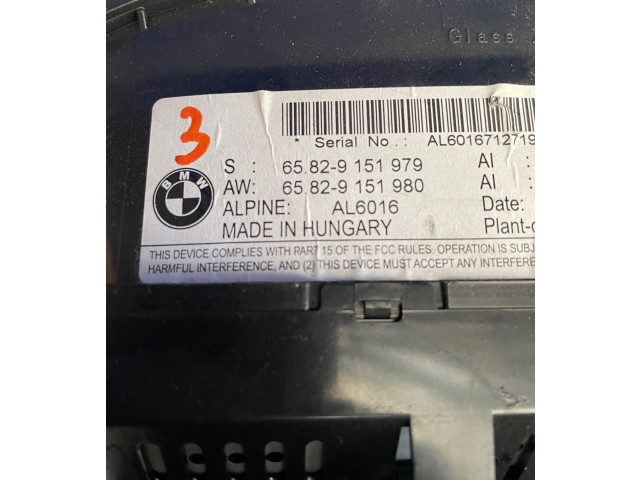 Glass
3
* Serial No.: AL6016712719
S : 65.82-9 151 979 AI :
AW: 65.82-9 151 980 AI :
ALPINE: AL6016 Date:
MADE IN HUNGARY Plant-
BMW
THIS DEVICE COMPLIES WITH PART 15 OF THE FCC RULES. OPERATION IS SUBJ
HARMFUL INTERFERENCE, AND (2) THIS DEVICE MUST ACCEPT ANY INTERFE